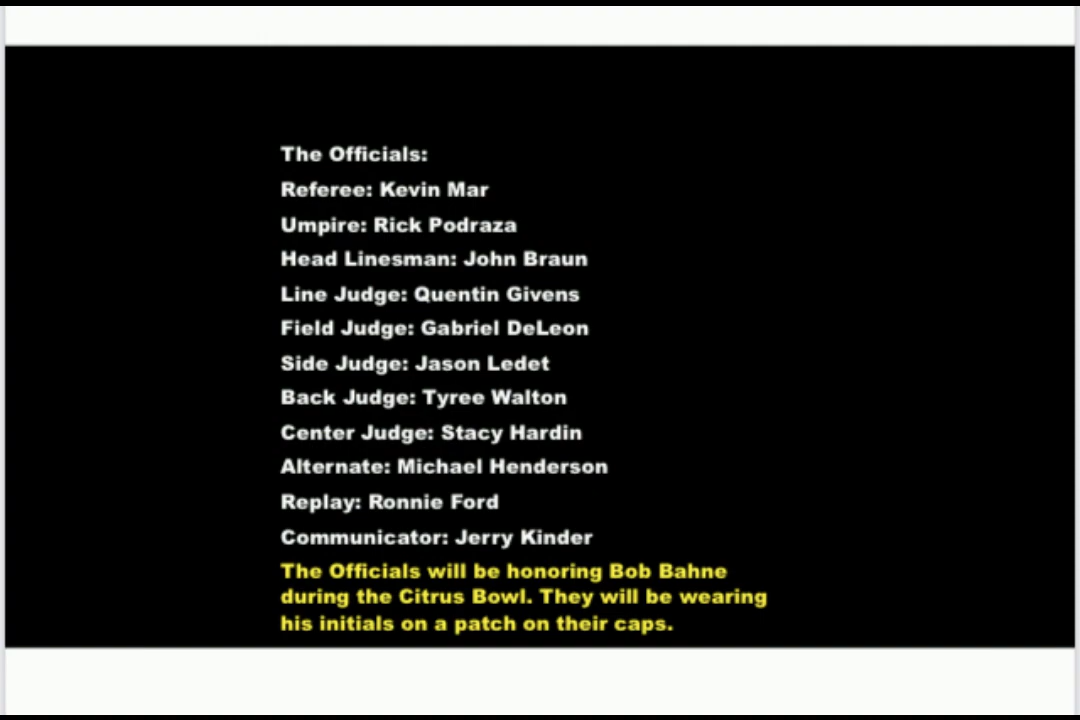 The Officials:
Referee: Kevin Mar
Umpire: Rick Podraza
Head Linesman: John Braun
Line Judge: Quentin Givens
Field Judge: Gabriel DeLeon
Side Judge: Jason Ledet
Back Judge: Tyree Walton
Center Judge: Stacy Hardin
Alternate: Michael Henderson
Replay: Ronnie Ford
Communicator: Jerry Kinder
The Officials will be honoring Bob Bahne
during the Citrus Bowl. They will be wearing
his initials on a patch on their caps.